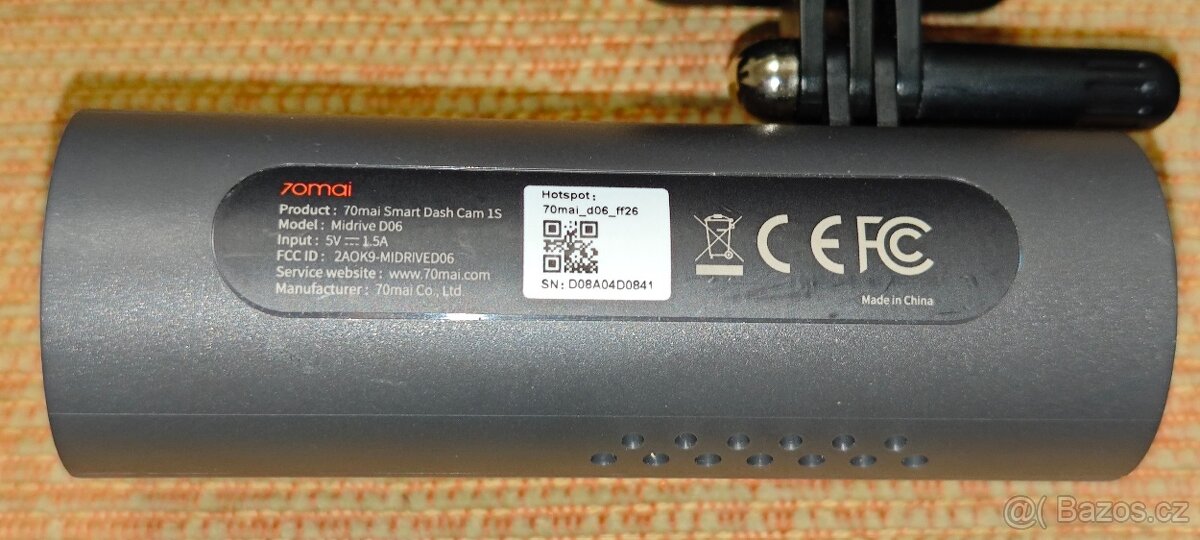 70mai
Product : 70mai Smart Dash Cam 1S
Model : Midrive D06
Input : 5V⎓1.5A
FCC ID : 2AOK9-MIDRIVED06
Service website : www.70mai.com
Manufacturer : 70mai Co., Ltd
Hotspot:
70mai_d06_ff26
SN: D08A04D0841
CE FC
Made in China
@( Bazos.cz